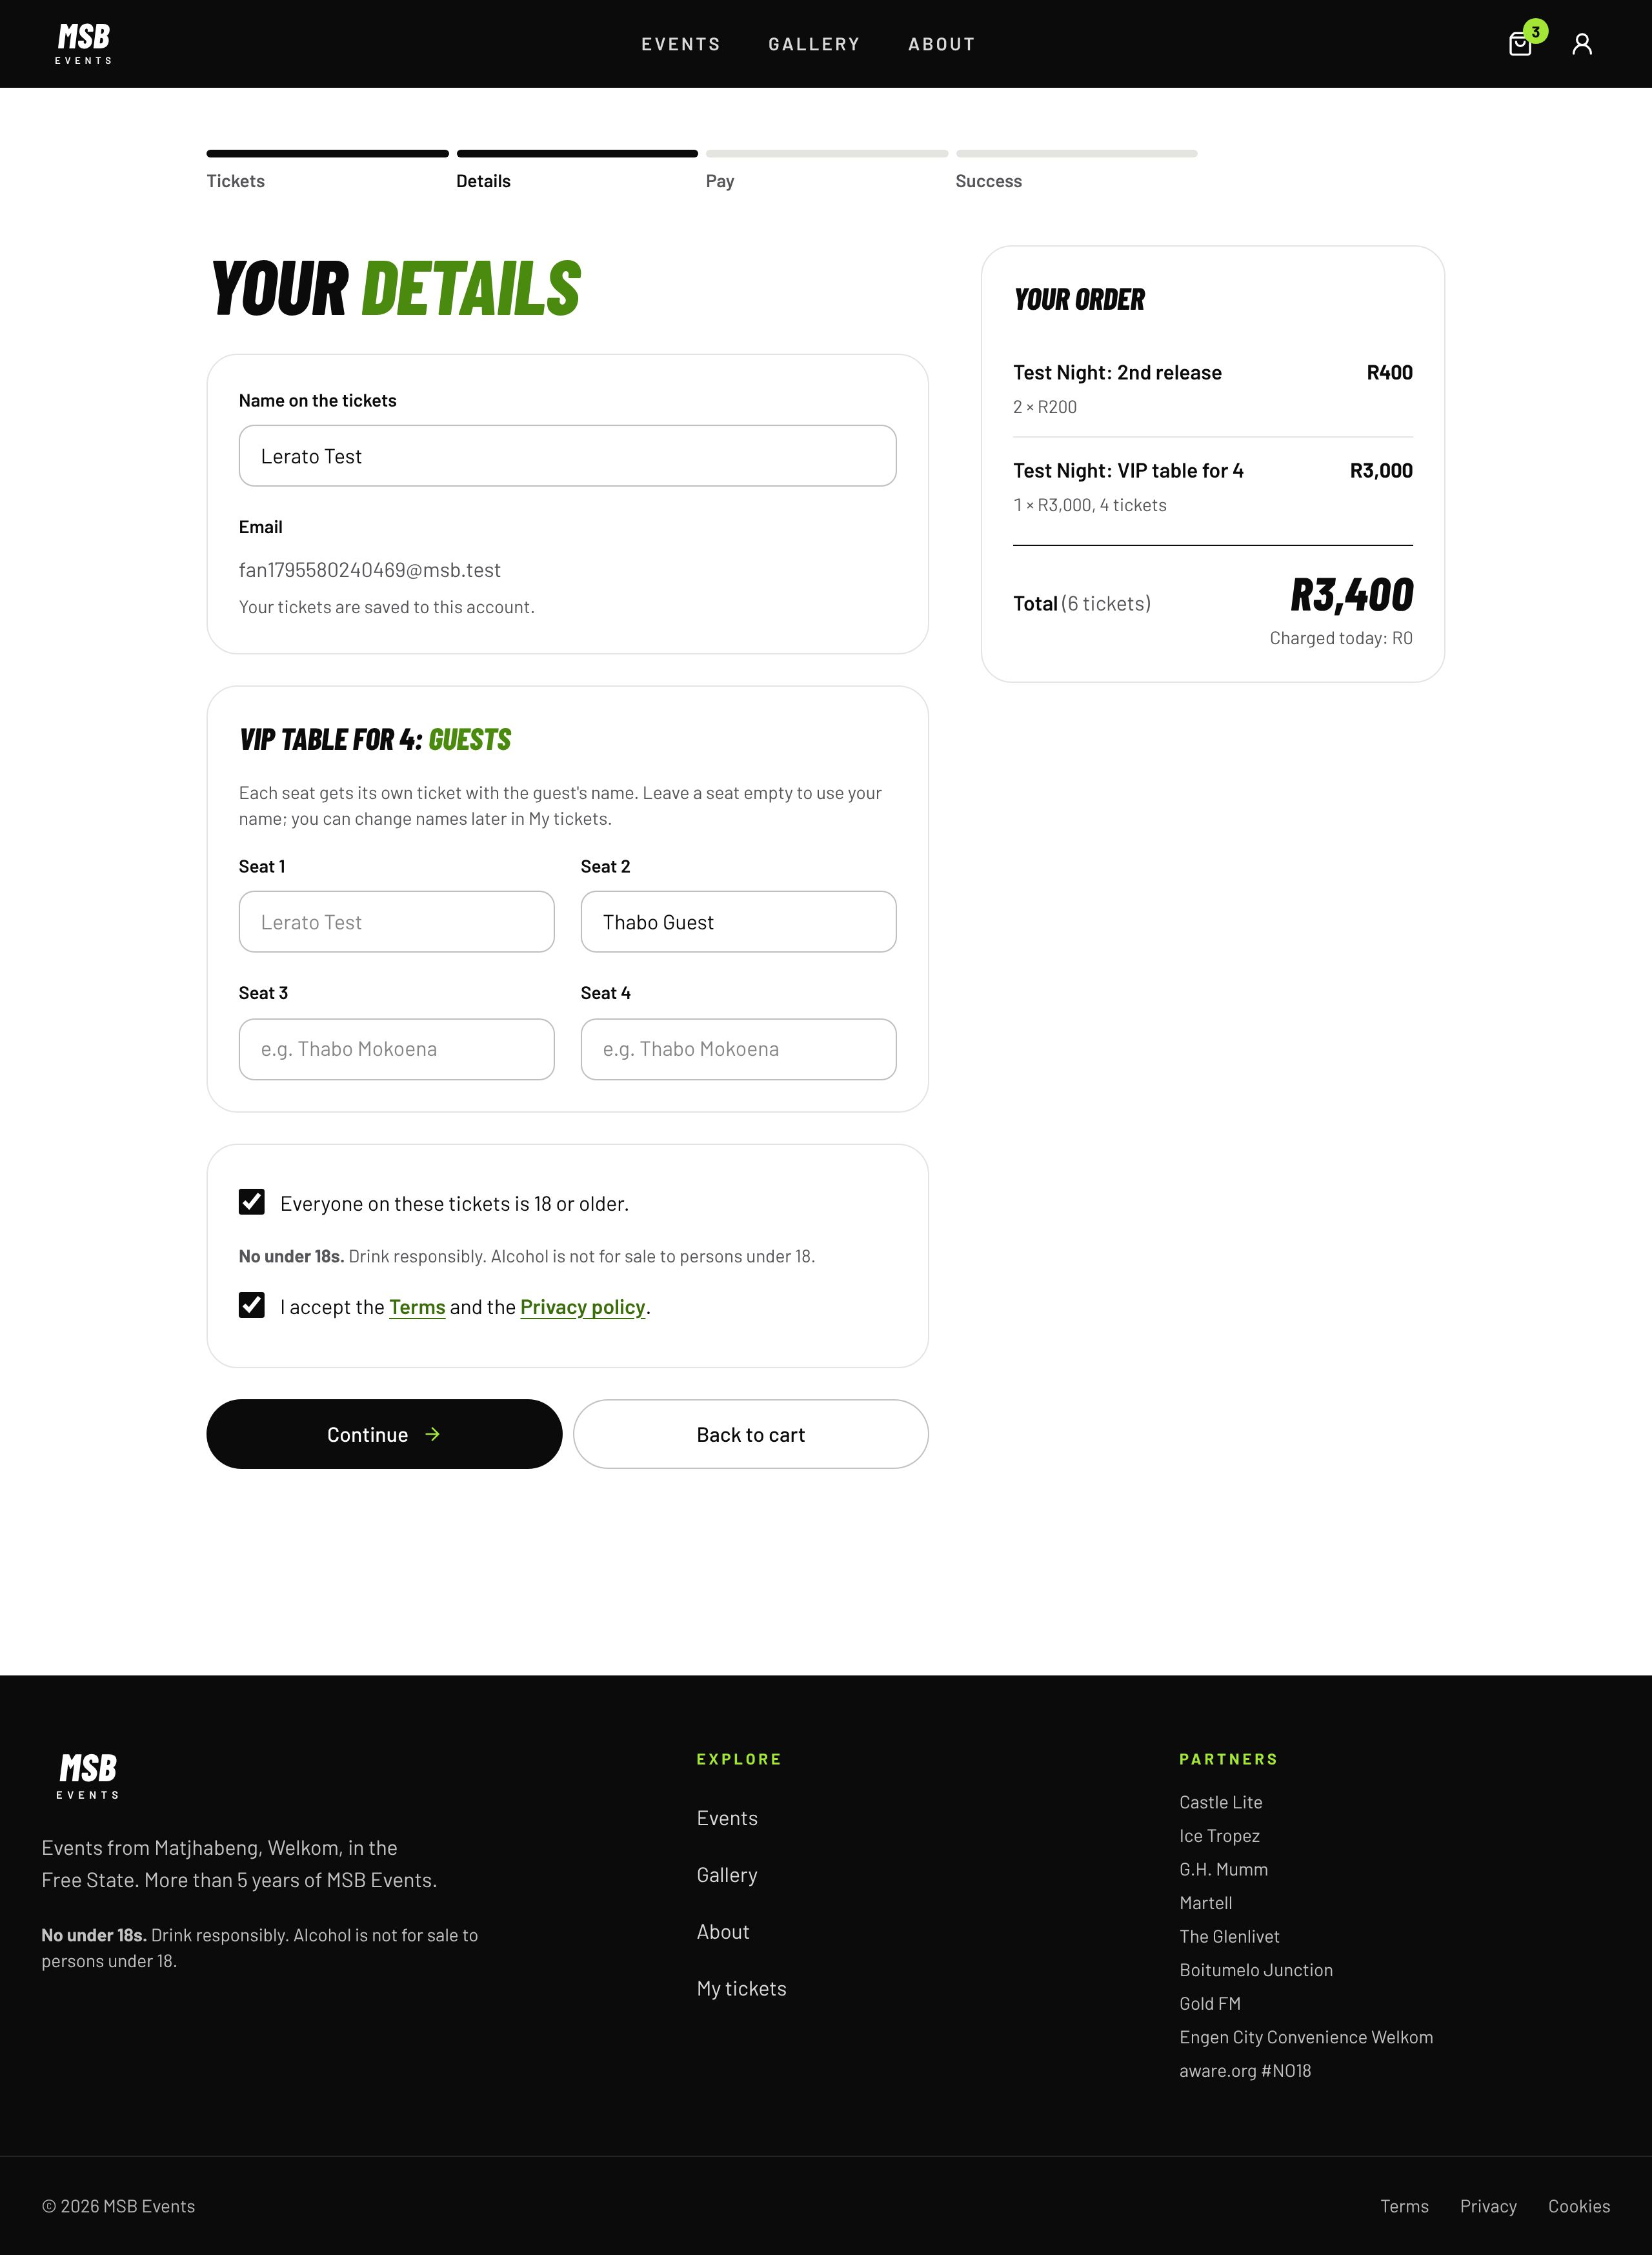 MSB
EVENTS
EVENTS
GALLERY
ABOUT
3
Tickets
Details
Pay
Success
YOUR DETAILS
Name on the tickets
Lerato Test
Email
fan1795580240469@msb.test
Your tickets are saved to this account.
VIP TABLE FOR 4: GUESTS
Each seat gets its own ticket with the guest's name. Leave a seat empty to use your
name; you can change names later in My tickets.
Seat 1
Lerato Test
Seat 2
Thabo Guest
Seat 3
e.g. Thabo Mokoena
Seat 4
e.g. Thabo Mokoena
Everyone on these tickets is 18 or older.
No under 18s. Drink responsibly. Alcohol is not for sale to persons under 18.
I accept the Terms and the Privacy policy.
Continue
Back to cart
YOUR ORDER
Test Night: 2nd release R400
2 × R200
Test Night: VIP table for 4 R3,000
1 × R3,000, 4 tickets
Total (6 tickets) R3,400
Charged today: R0
MSB
EVENTS
Events from Matjhabeng, Welkom, in the
Free State. More than 5 years of MSB Events.
No under 18s. Drink responsibly. Alcohol is not for sale to
persons under 18.
EXPLORE
Events
Gallery
About
My tickets
PARTNERS
Castle Lite
Ice Tropez
G.H. Mumm
Martell
The Glenlivet
Boitumelo Junction
Gold FM
Engen City Convenience Welkom
aware.org #NO18
© 2026 MSB Events
Terms
Privacy
Cookies